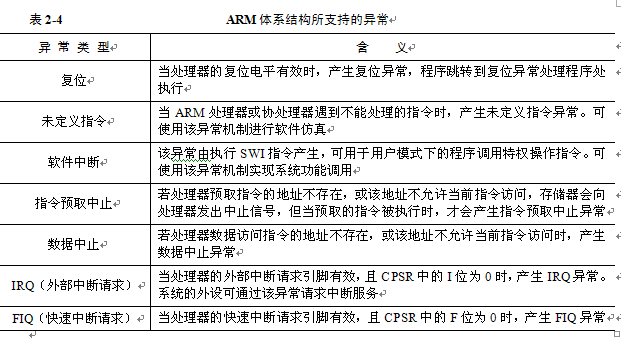 表 2-4 ARM 体系结构所支持的异常
异 常 类 型 含 义
复位 当处理器的复位电平有效时，产生复位异常，程序跳转到复位异常处理程序处
执行
未定义指令 当 ARM 处理器或协处理器遇到不能处理的指令时，产生未定义指令异常。可
使用该异常机制进行软件仿真
软件中断 该异常由执行 SWI 指令产生，可用于用户模式下的程序调用特权操作指令。可
使用该异常机制实现系统功能调用
指令预取中止 若处理器预取指令的地址不存在，或该地址不允许当前指令访问，存储器会向
处理器发出中止信号，但当预取的指令被执行时，才会产生指令预取中止异常
数据中止 若处理器数据访问指令的地址不存在，或该地址不允许当前指令访问时，产生
数据中止异常
IRQ（外部中断请求） 当处理器的外部中断请求引脚有效，且 CPSR 中的 I 位为 0 时，产生 IRQ 异常。
系统的外设可通过该异常请求中断服务
FIQ（快速中断请求） 当处理器的快速中断请求引脚有效，且 CPSR 中的 F 位为 0 时，产生 FIQ 异常